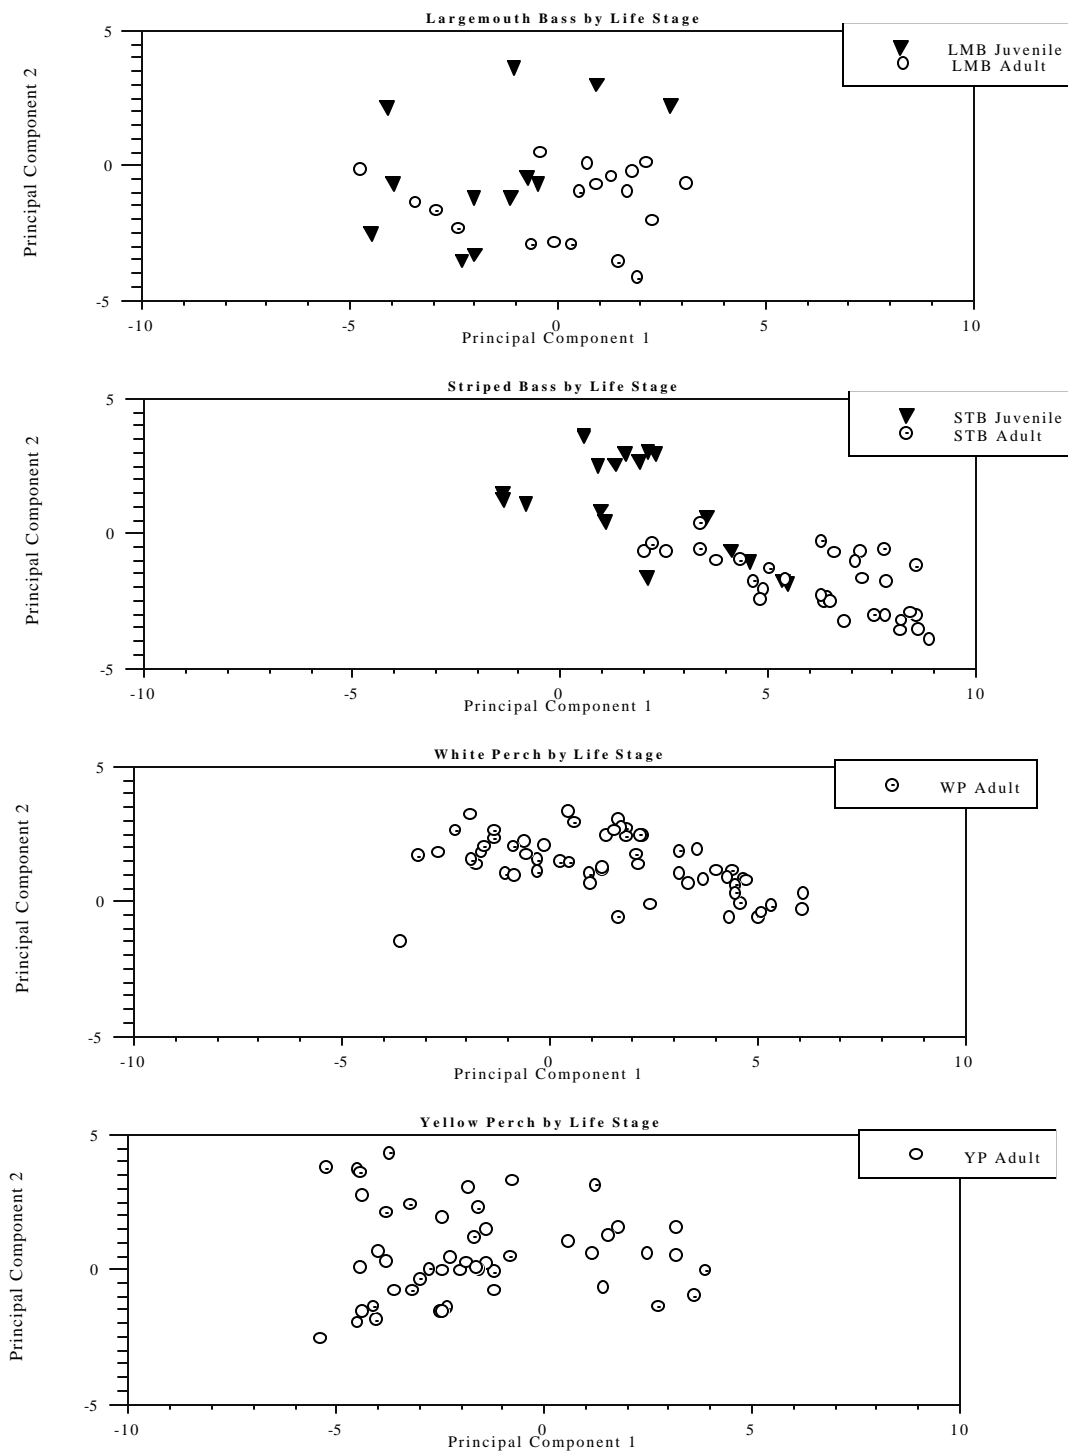 Largemouth Bass by Life Stage
5
LMB Juvenile
LMB Adult
Principal Component 2
0
-5
-10 -5 0 5 10
Principal Component 1
Striped Bass by Life Stage
5
STB Juvenile
STB Adult
Principal Component 2
0
-5
-10 -5 0 5 10
Principal Component 1
White Perch by Life Stage
5
WP Adult
Principal Component 2
0
-5
-10 -5 0 5 10
Principal Component 1
Yellow Perch by Life Stage
5
YP Adult
Principal Component 2
0
-5
-10 -5 0 5 10
Principal Component 1